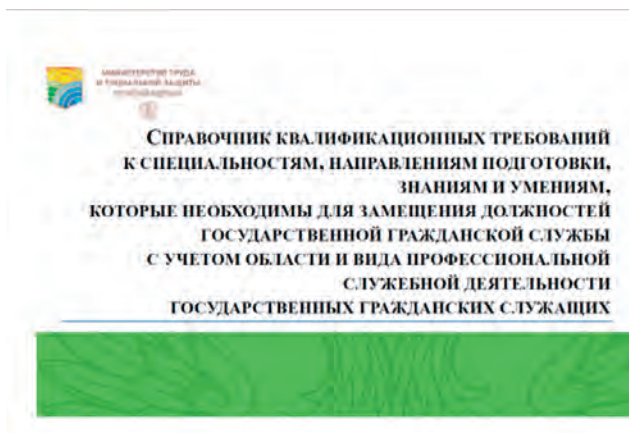 МИНИСТЕРСТВО ТРУДА
И СОЦИАЛЬНОЙ ЗАЩИТЫ
СПРАВОЧНИК КВАЛИФИКАЦИОННЫХ ТРЕБОВАНИЙ
К СПЕЦИАЛЬНОСТЯМ, НАПРАВЛЕНИЯМ ПОДГОТОВКИ,
ЗНАНИЯМ И УМЕНИЯМ,
КОТОРЫЕ НЕОБХОДИМЫ ДЛЯ ЗАМЕЩЕНИЯ ДОЛЖНОСТЕЙ
ГОСУДАРСТВЕННОЙ ГРАЖДАНСКОЙ СЛУЖБЫ
С УЧЕТОМ ОБЛАСТИ И ВИДА ПРОФЕССИОНАЛЬНОЙ
СЛУЖЕБНОЙ ДЕЯТЕЛЬНОСТИ
ГОСУДАРСТВЕННЫХ ГРАЖДАНСКИХ СЛУЖАЩИХ